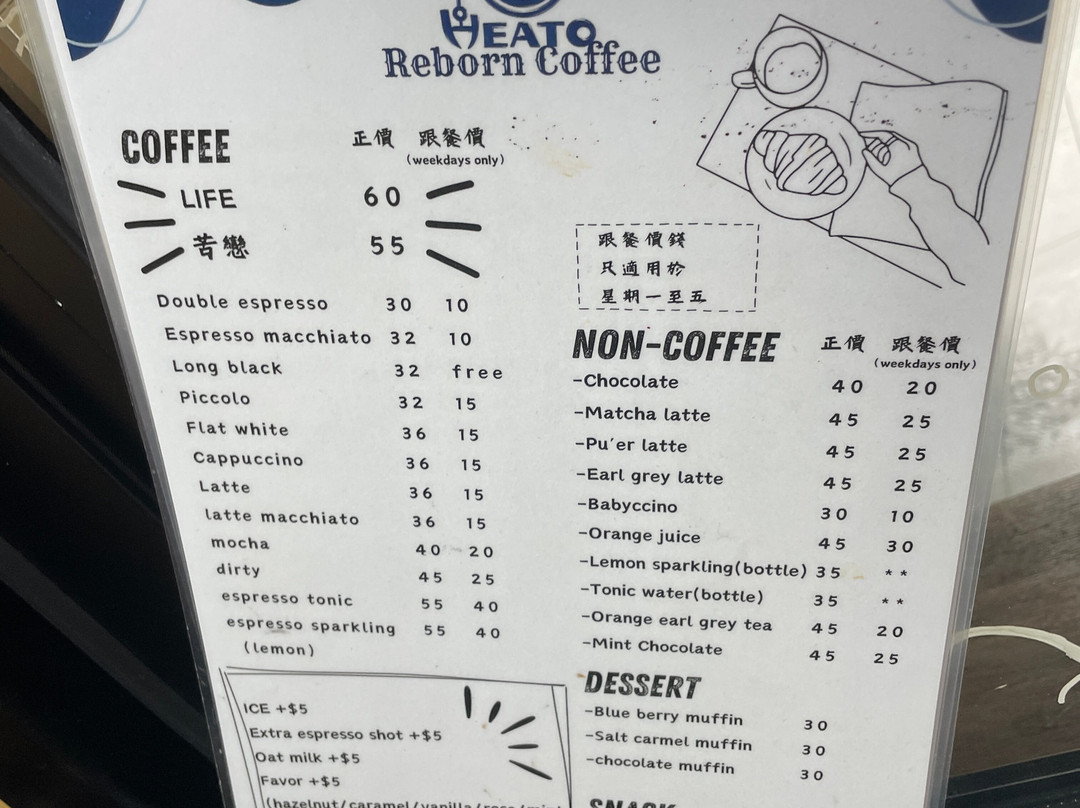 HEATO
Reborn Coffee
COFFEE 正價 跟餐價
(weekdays only)
LIFE 60
苦戀 55
Double espresso 30 10
Espresso macchiato 32 10
Long black 32 free
Piccolo 32 15
Flat white 36 15
Cappuccino 36 15
Latte 36 15
latte macchiato 36 15
mocha 40 20
dirty 45 25
espresso tonic 55 40
espresso sparkling 55 40
(lemon)
ICE +$5
Extra espresso shot +$5
Oat milk +$5
Favor +$5
(hazelnut/caramel/vanilla/rose/mint
跟餐價錢
只適用於
星期一至五
NON-COFFEE 正價 跟餐價
(weekdays only)
-Chocolate 40 20
-Matcha latte 45 25
-Pu'er latte 45 25
-Earl grey latte 45 25
-Babyccino 30 10
-Orange juice 45 30
-Lemon sparkling(bottle) 35 **
-Tonic water(bottle) 35 **
-Orange earl grey tea 45 20
-Mint Chocolate 45 25
DESSERT
-Blue berry muffin 30
-Salt carmel muffin 30
-chocolate muffin 30
SNACK